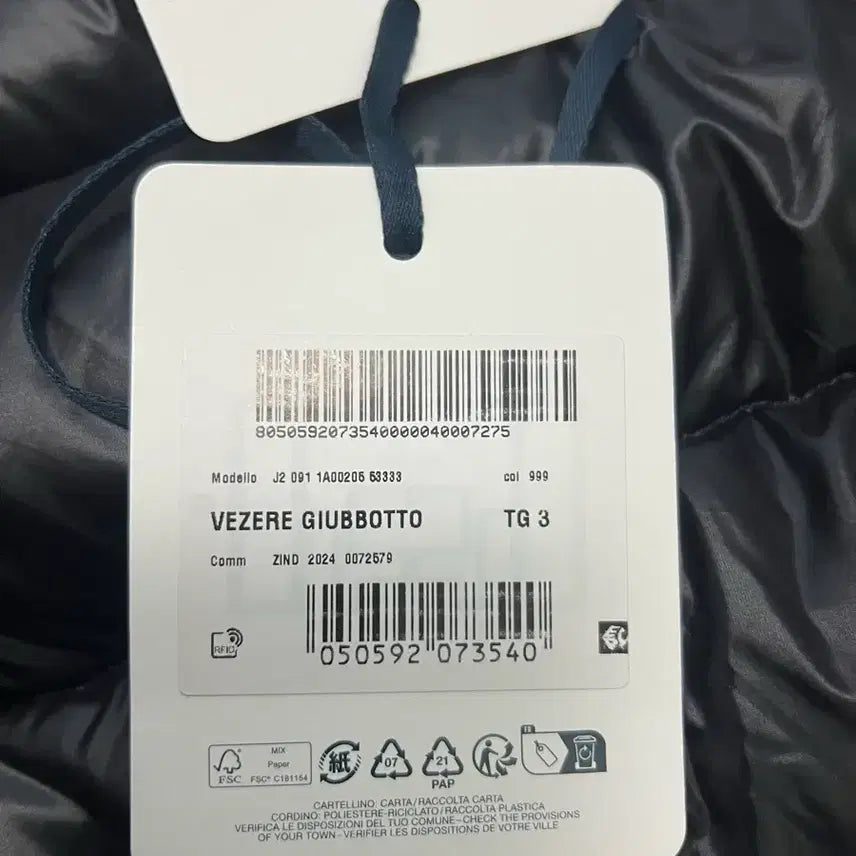 8050592073540000040007275
Modello J2 091 1A00206 53333 col 999
VEZERE GIUBBOTTO TG 3
Comm ZIND 2024 0072579
RFID
050592 073540
FSC
MIX
Paper
FSC® C181154
紙
07
21
PAP
FR
CARTELLINO: CARTA/RACCOLTA CARTA
CORDINO: POLIESTERE-RICICLATO/RACCOLTA PLASTICA
VERIFICA LE DISPOSIZIONI DEL TUO COMUNE-CHECK THE PROVISIONS
OF YOUR TOWN-VERIFIER LES DISPOSITIONS DE VOTRE VILLE